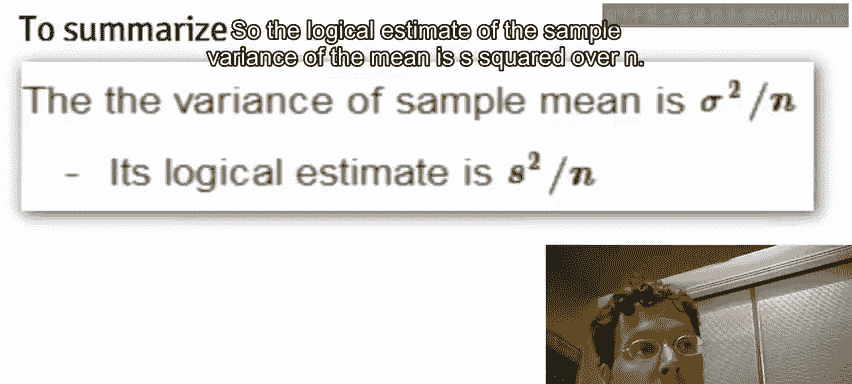 To summarize
So the logical estimate of the sample
variance of the mean is s squared over n.
The the variance of sample mean is σ²/n
- Its logical estimate is s²/n